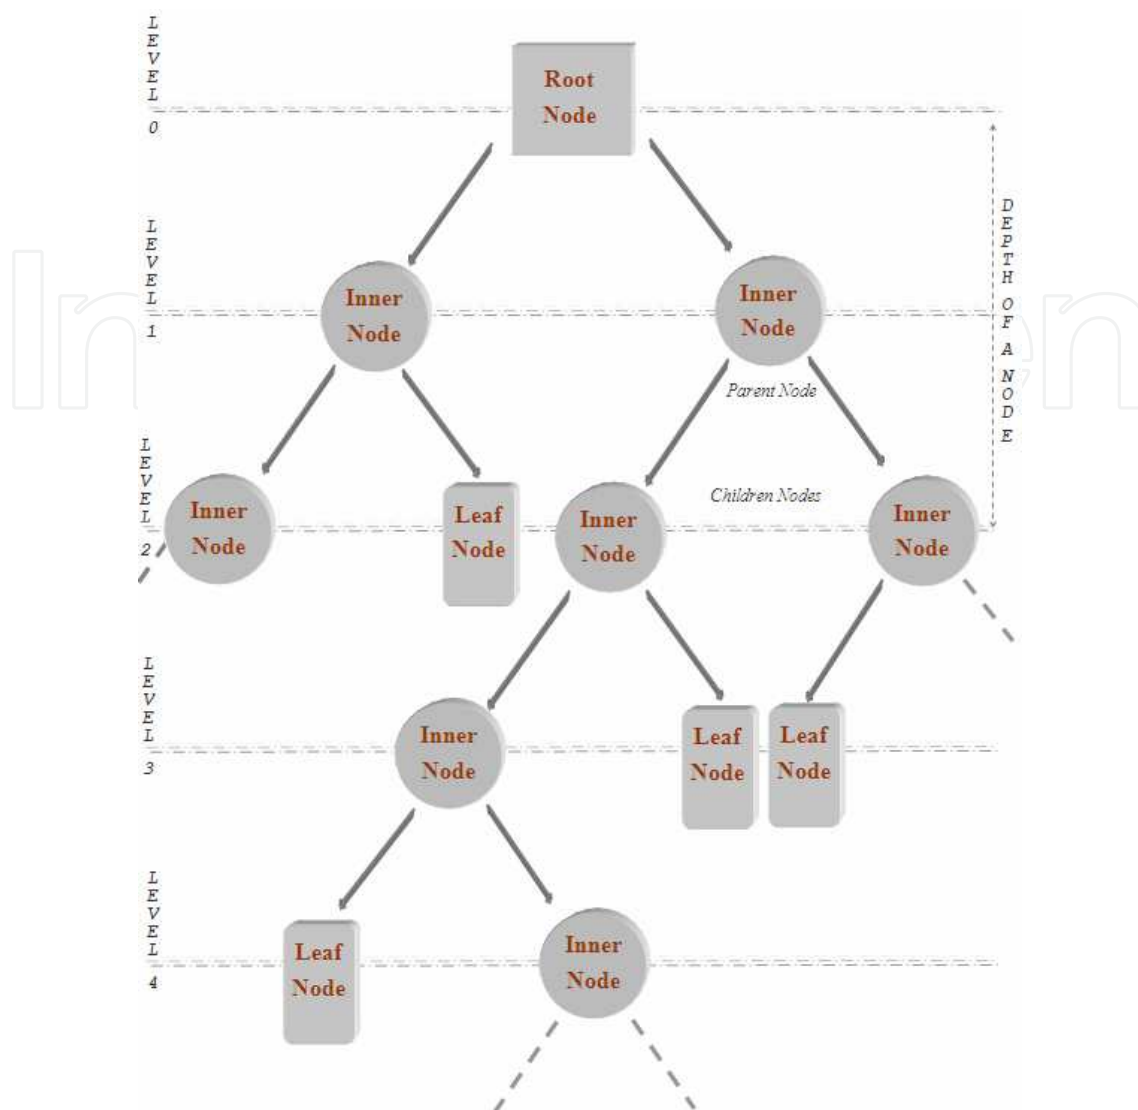 LEVEL 0
Root
Node
DEPTH OF A NODE
LEVEL 1
Inner
Node
Inner
Node
Parent Node
Children Nodes
LEVEL 2
Inner
Node
Leaf
Node
Inner
Node
Inner
Node
LEVEL 3
Inner
Node
Leaf
Node
Leaf
Node
LEVEL 4
Leaf
Node
Inner
Node